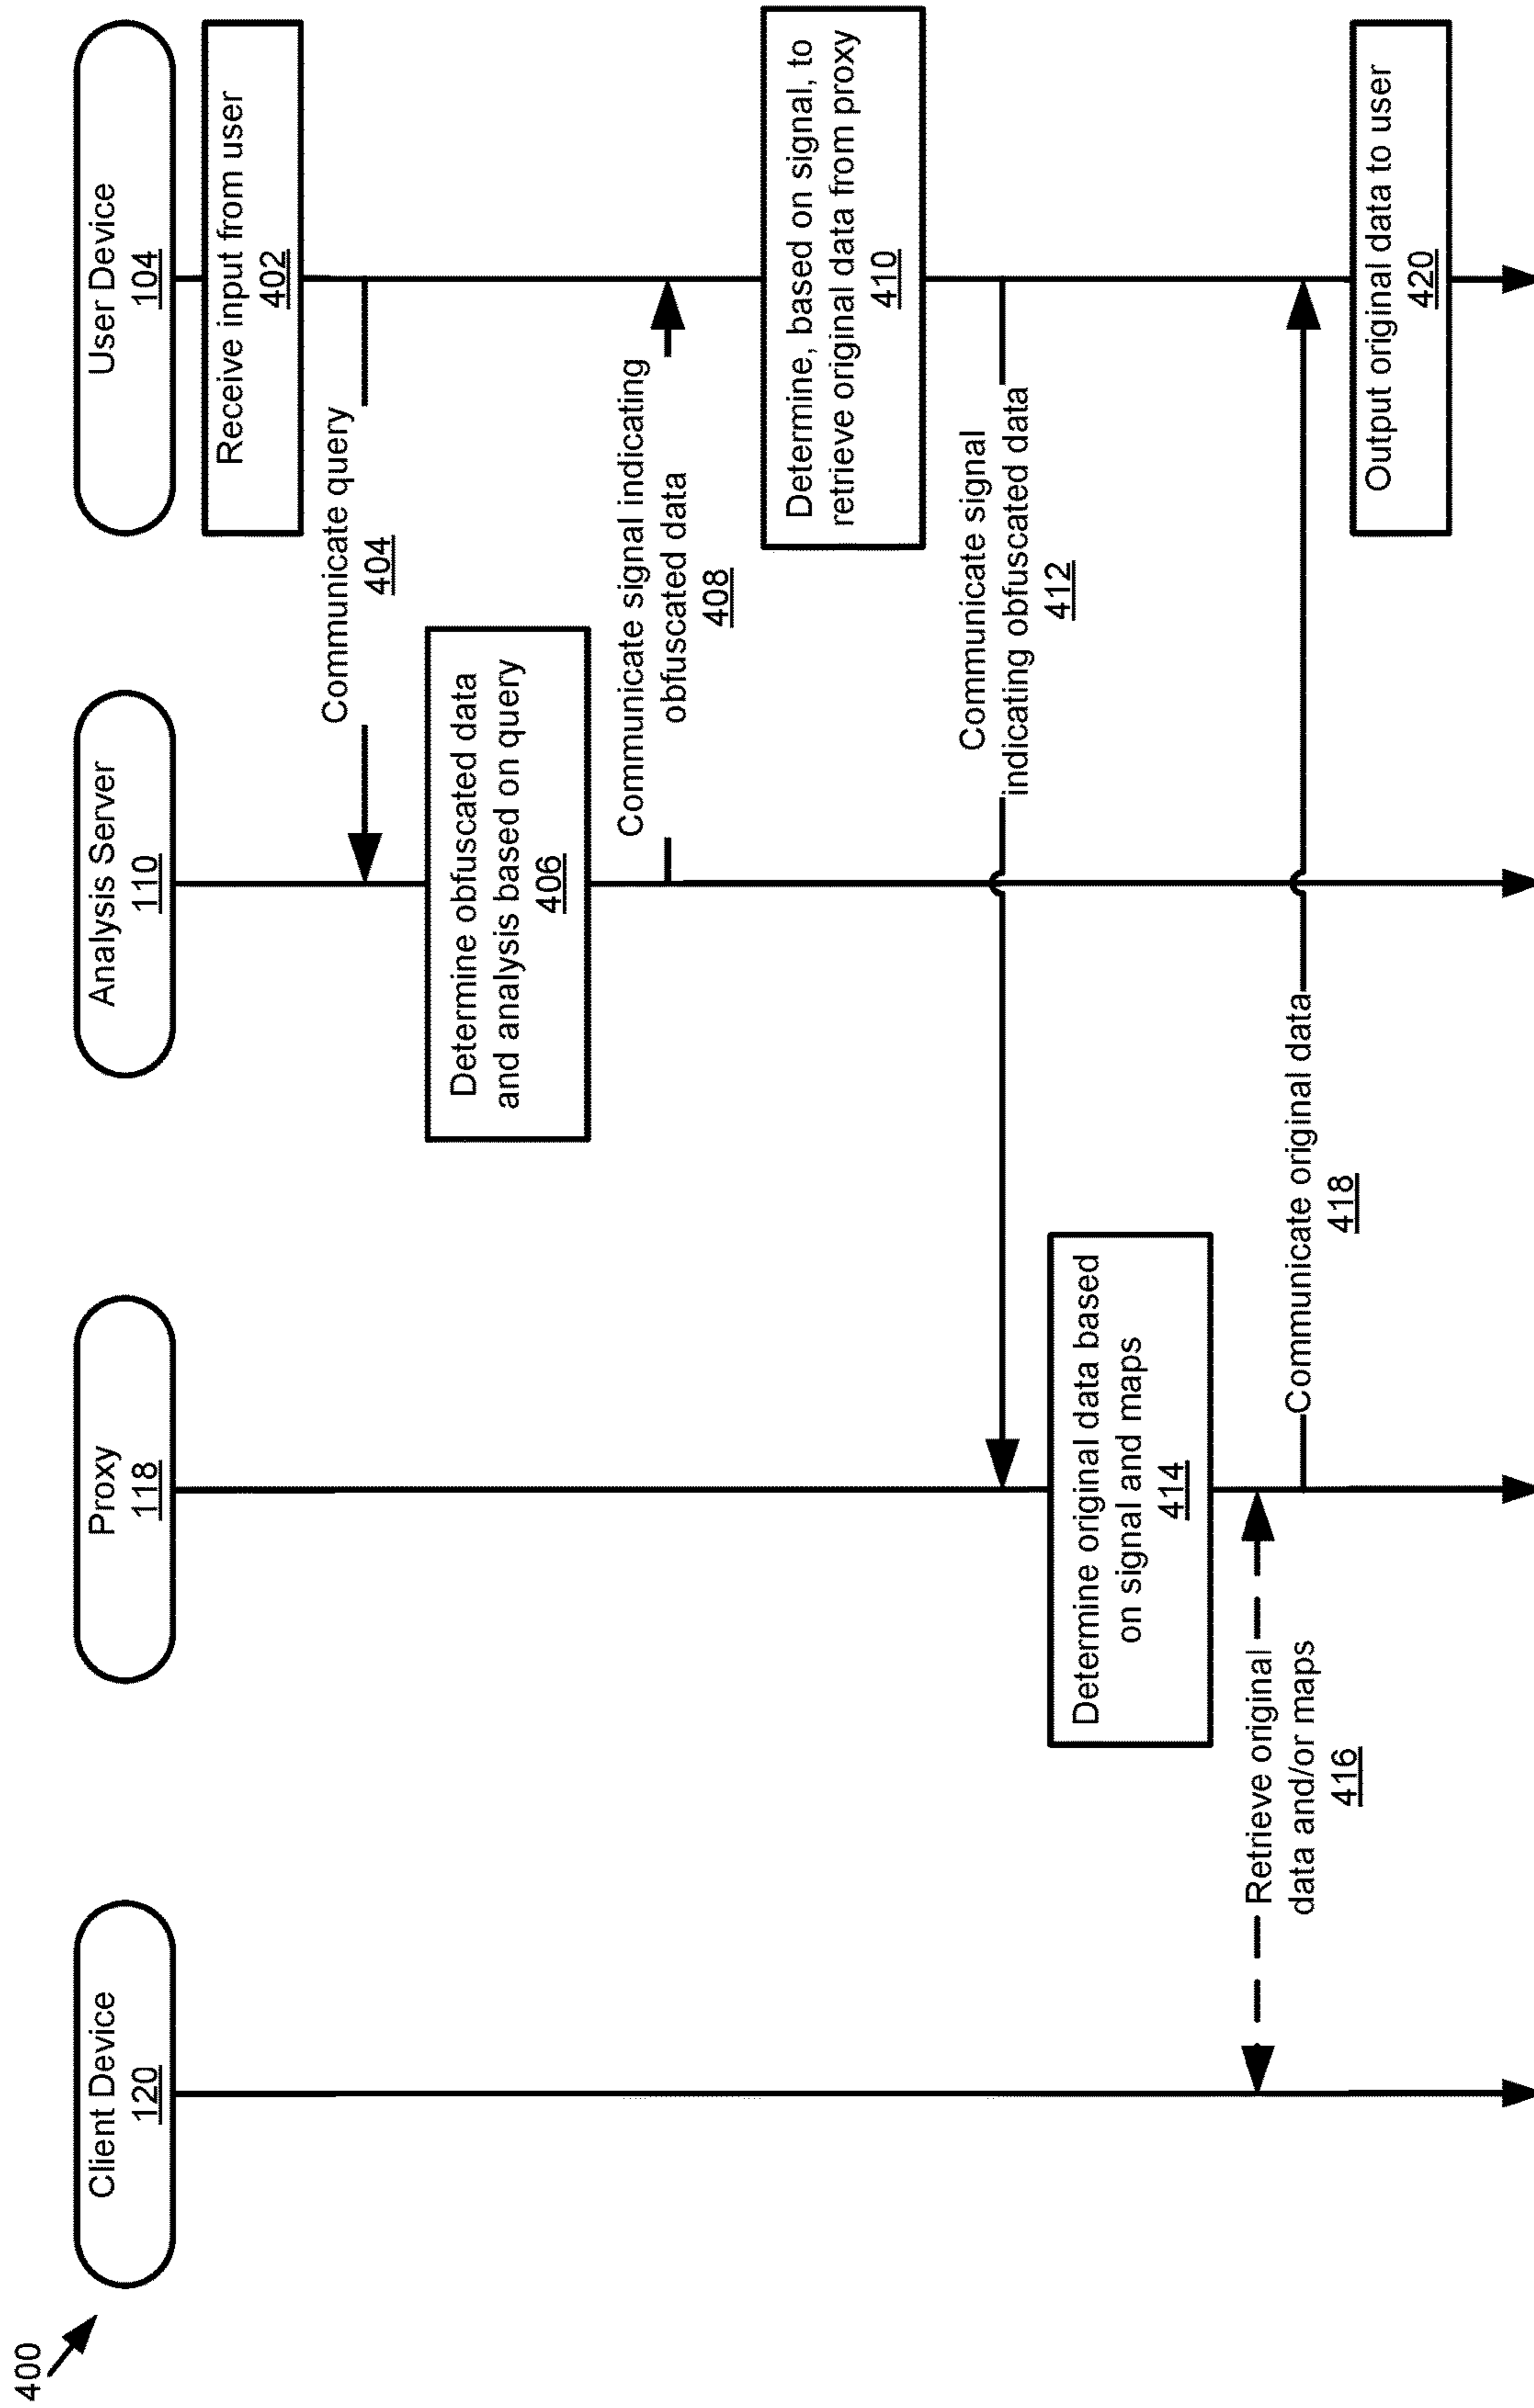 400
Client Device
120
Proxy
118
Analysis Server
110
User Device
104
Receive input from user
402
Communicate query
404
Determine obfuscated data
and analysis based on query
406
Communicate signal indicating
obfuscated data
408
Determine, based on signal, to
retrieve original data from proxy
410
Communicate signal
indicating obfuscated data
412
Determine original data based
on signal and maps
414
Retrieve original
data and/or maps
416
Communicate original data
418
Output original data to user
420